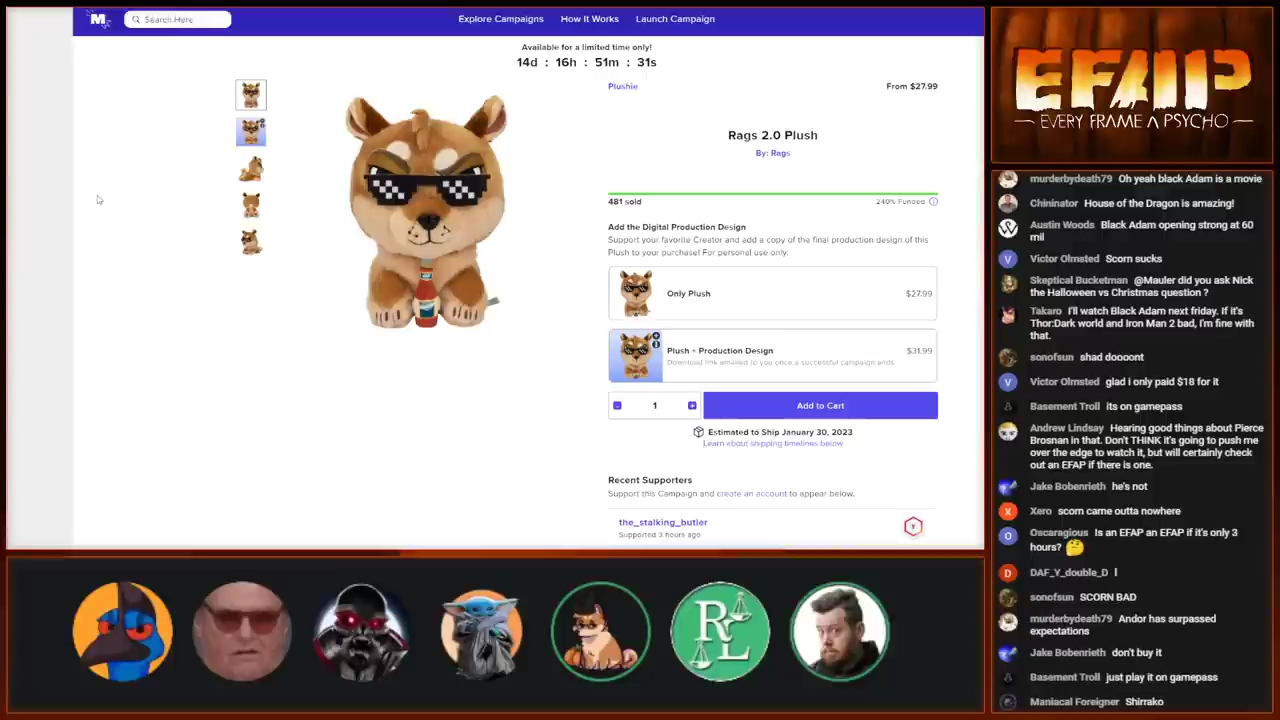 M
Search Here
Explore Campaigns
How It Works
Launch Campaign
Available for a limited time only!
14d : 16h : 51m : 31s
Plushie
From $27.99
Rags 2.0 Plush
By: Rags
481 sold
240% Funded
Add the Digital Production Design
Support your favorite Creator and add a copy of the final production design of this
Plush to your purchase! For personal use only.
Only Plush
$27.99
Plush + Production Design
$31.99
Download link emailed to you once a successful campaign ends
- 1 +
Add to Cart
Estimated to Ship January 30, 2023
Learn about shipping timelines below
Recent Supporters
Support this Campaign and create an account to appear below.
the_stalking_butler
Supported 3 hours ago
RL
EFAP
EVERY FRAME A PSYCHO
murderbydeath79 Oh yeah black Adam is a movie
Chininator House of the Dragon is amazing!
Austin Woods Black Adam opening strong at 60
mil
Victor Olmsted Scorn sucks
Skeptical Bucketman @Mauler did you ask Nick
the Halloween vs Christmas question ?
Takaro I'll watch Black Adam next friday. If it's
Thor:Dark world and Iron Man 2 bad, I'm fine with
that.
sonofsun shad doooont
Victor Olmsted glad i only paid $18 for it
Basement Troll its on gamepass
Andrew Lindsay Hearing good things about Pierce
Brosnan in that. Don't THINK it's going to push me
over the edge to watch it, but will certainly check
out an EFAP if there is one.
Jake Bobenrieth he's not
Xero scorn came outta nowhere
Oscaragious Is an EFAP an EFAP if it's only 3
hours? 🤔
DAF_Y_double_D I
sonofsun SCORN BAD
murderbydeath79 Andor has surpassed
expectations
Jake Bobenrieth don't buy it
Basement Troll just play it on gamepass
Maniacal Foreigner Shirrako